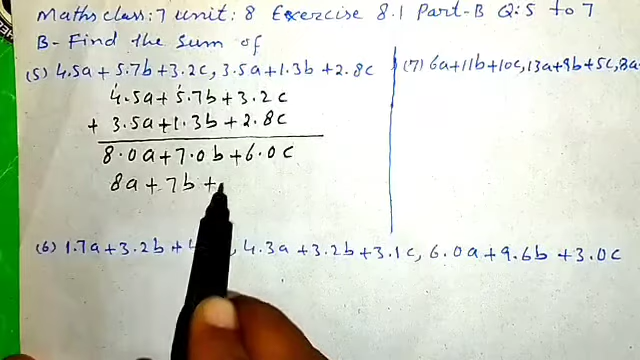 Maths class: 7 unit: 8 Exercise 8.1 Part-B Q:5 to 7
B- Find the Sum of
(5) 4.5a + 5.7b + 3.2c, 3.5a + 1.3b + 2.8c
4.5a + 5.7b + 3.2c
+ 3.5a + 1.3b + 2.8c
8.0a + 7.0b + 6.0c
8a + 7b +
(7) 6a + 11b + 10c, 13a + 9b + 5c, 8a
(6) 1.7a + 3.2b + 4.3a + 3.2b + 3.1c, 6.0a + 9.6b + 3.0c